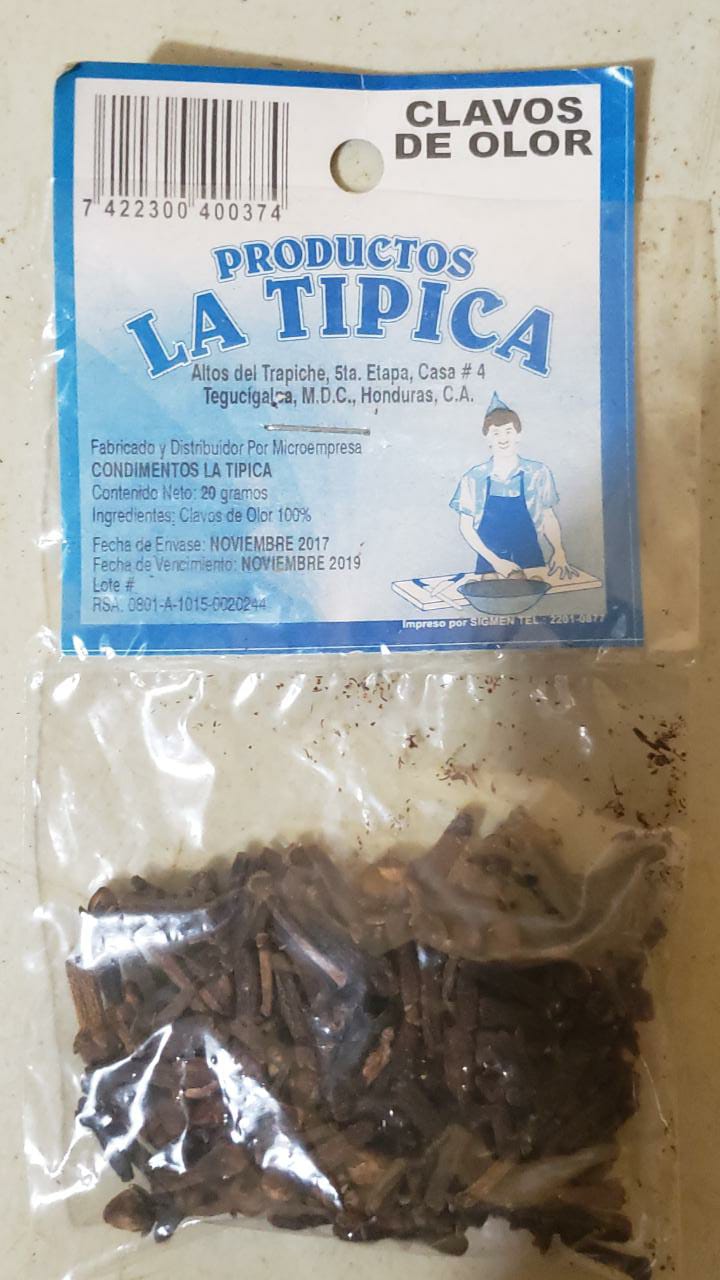 CLAVOS
DE OLOR
7 422300 400374
PRODUCTOS
LA TIPICA
Altos del Trapiche, 5ta. Etapa, Casa # 4
Tegucigalpa, M.D.C., Honduras, C.A.
Fabricado y Distribuidor Por Microempresa
CONDIMENTOS LA TIPICA
Contenido Neto: 20 gramos
Ingredientes: Clavos de Olor 100%
Fecha de Envase: NOVIEMBRE 2017
Fecha de Vencimiento: NOVIEMBRE 2019
Lote #
RSA. 0801-A-1015-0020244
Impreso por SIGMEN TEL.: 2201-0877